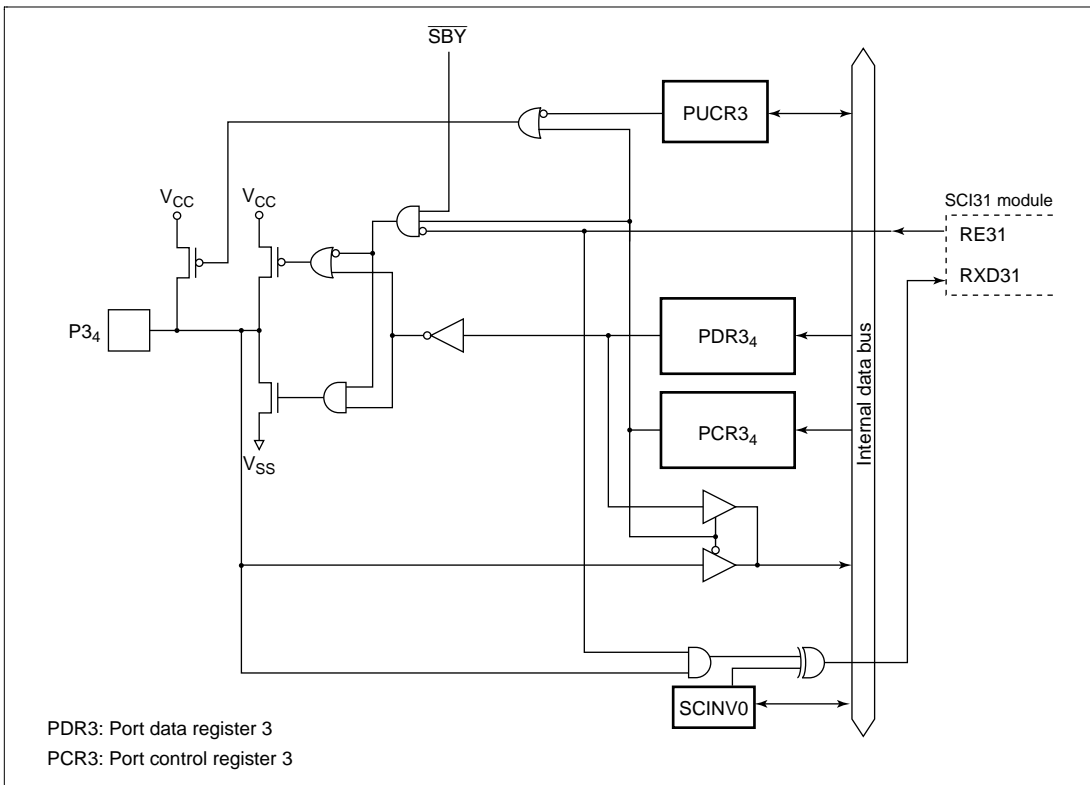 SBY
PUCR3
VCC
VCC
SCI31 module
RE31
RXD31
P34
PDR34
PCR34
Internal data bus
VSS
SCINV0
PDR3: Port data register 3
PCR3: Port control register 3